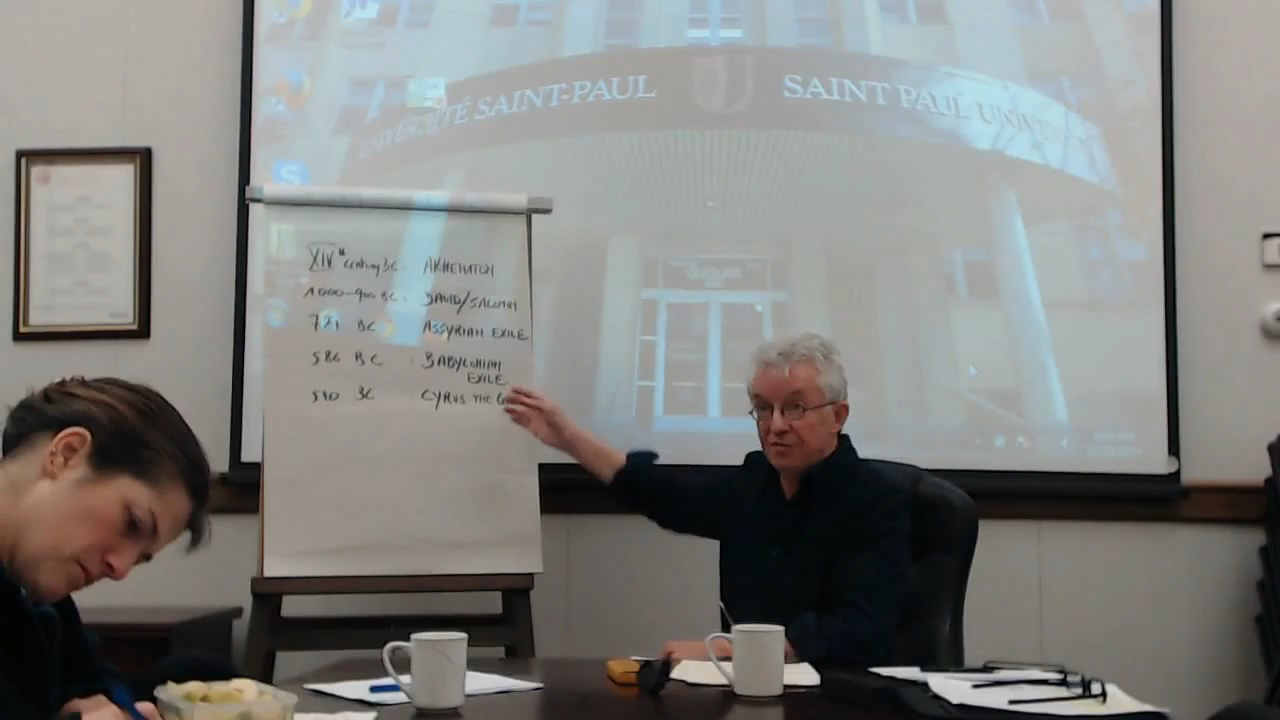 UNIVERSITÉ SAINT-PAUL
SAINT PAUL UNIVE
XIVth Century BC. AKHENATON
1000-900 BC. DAVID/SALOMON
721 BC ASSYRIAN EXILE
586 BC. BABYLONIAN
EXILE
540 BC CYRUS THE